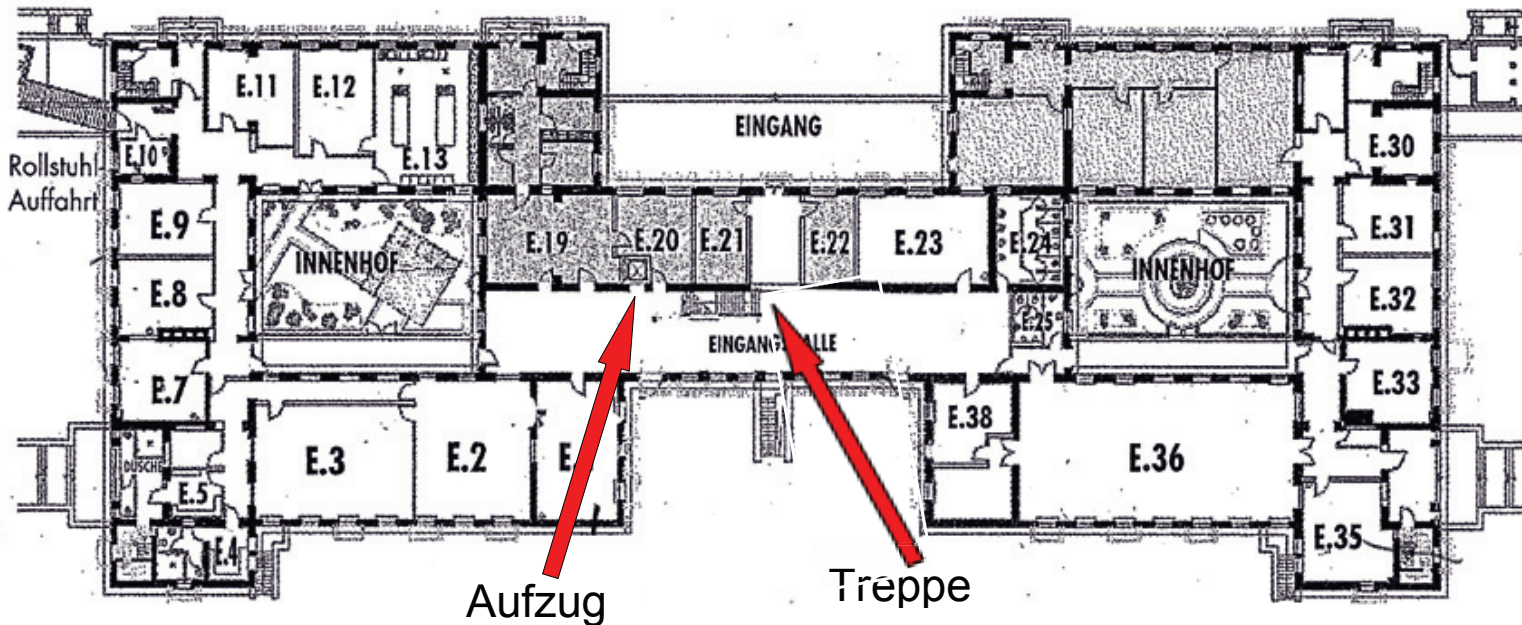 E.11
E.12
E.13
E.10
Rollstuhl-
Auffahrt
EINGANG
E.30
E.9
E.19
E.20
E.21
E.22
E.23
E.24
E.31
INNENHOF
INNENHOF
E.8
E.32
E.25
E.7
E.33
E.3
E.2
E.38
E.36
DUSCHE
E.5
E.4
E.35
Aufzug
Treppe